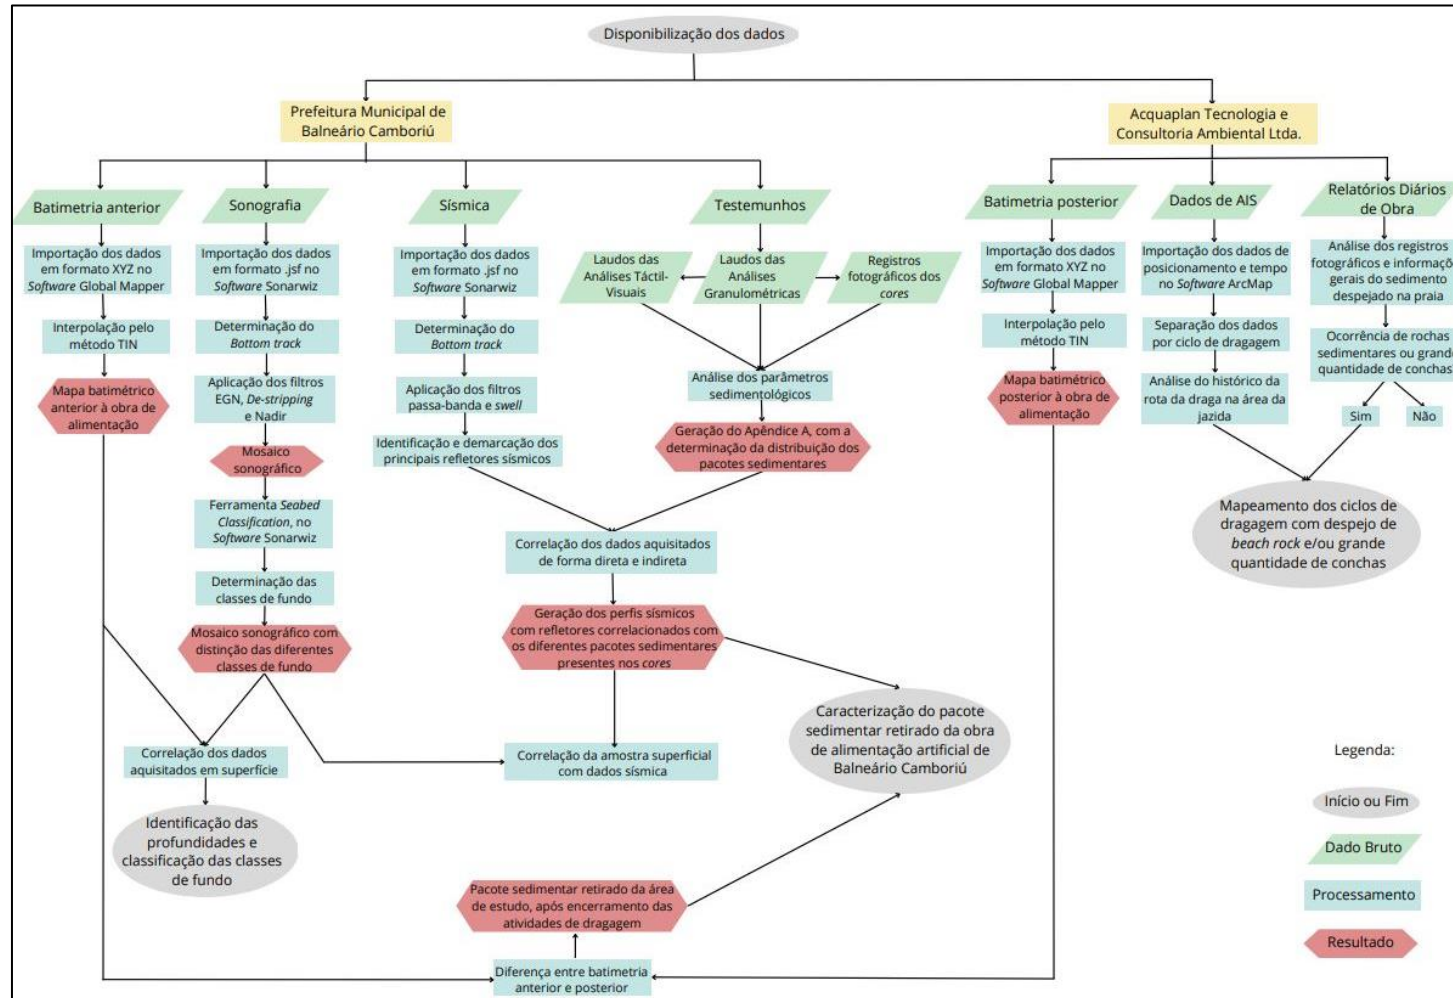 Disponibilização dos dados
Prefeitura Municipal de
Balneário Camboriú
Acquaplan Tecnologia e
Consultoria Ambiental Ltda.
Batimetria anterior
Importação dos dados
em formato XYZ no
Software Global Mapper
Interpolação pelo
método TIN
Mapa batimétrico
anterior à obra de
alimentação
Sonografia
Importação dos dados
em formato .jsf no
Software Sonarwiz
Determinação do
Bottom track
Aplicação dos filtros
EGN, De-stripping
e Nadir
Mosaico
sonográfico
Ferramenta Seabed
Classification, no
Software Sonarwiz
Determinação das
classes de fundo
Mosaico sonográfico com
distinção das diferentes
classes de fundo
Correlação dos dados
aquisitados em superfície
Identificação das
profundidades e
classificação das classes
de fundo
Sísmica
Importação dos dados
em formato .jsf no
Software Sonarwiz
Determinação do
Bottom track
Aplicação dos filtros
passa-banda e swell
Identificação e demarcação dos
principais refletores sísmicos
Testemunhos
Laudos das
Análises Táctil-
Visuais
Laudos das
Análises
Granulométricas
Registros
fotográficos dos
cores
Análise dos parâmetros
sedimentológicos
Geração do Apêndice A, com a
determinação da distribuição dos
pacotes sedimentares
Correlação dos dados aquisitados
de forma direta e indireta
Geração dos perfis sísmicos
com refletores correlacionados com
os diferentes pacotes sedimentares
presentes nos cores
Correlação da amostra superficial
com dados sísmica
Caracterização do pacote
sedimentar retirado da obra
de alimentação artificial de
Balneário Camboriú
Pacote sedimentar retirado da área
de estudo, após encerramento das
atividades de dragagem
Diferença entre batimetria
anterior e posterior
Batimetria posterior
Importação dos dados
em formato XYZ no
Software Global Mapper
Interpolação pelo
método TIN
Mapa batimétrico
posterior à obra de
alimentação
Dados de AIS
Importação dos dados de
posicionamento e tempo
no Software ArcMap
Separação dos dados
por ciclo de dragagem
Análise do histórico da
rota da draga na área da
jazida
Relatórios Diários
de Obra
Análise dos registros
fotográficos e informaçõe
gerais do sedimento
despejado na praia
Ocorrência de rochas
sedimentares ou grande
quantidade de conchas?
Sim
Não
Mapeamento dos ciclos de
dragagem com despejo de
beach rock e/ou grande
quantidade de conchas
Legenda:
Início ou Fim
Dado Bruto
Processamento
Resultado